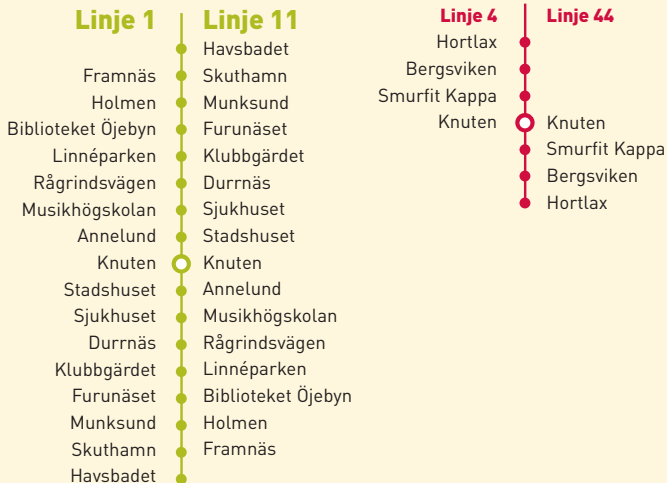 Linje 1
Framnäs
Holmen
Biblioteket Öjebyn
Linnéparken
Rågrindsvägen
Musikhögskolan
Annelund
Knuten
Stadshuset
Sjukhuset
Durrnäs
Klubbgärdet
Furunäset
Munksund
Skuthamn
Havsbadet
Linje 11
Havsbadet
Skuthamn
Munksund
Furunäset
Klubbgärdet
Durrnäs
Sjukhuset
Stadshuset
Knuten
Annelund
Musikhögskolan
Rågrindsvägen
Linnéparken
Biblioteket Öjebyn
Holmen
Framnäs
Linje 4
Hortlax
Bergsviken
Smurfit Kappa
Knuten
Linje 44
Knuten
Smurfit Kappa
Bergsviken
Hortlax